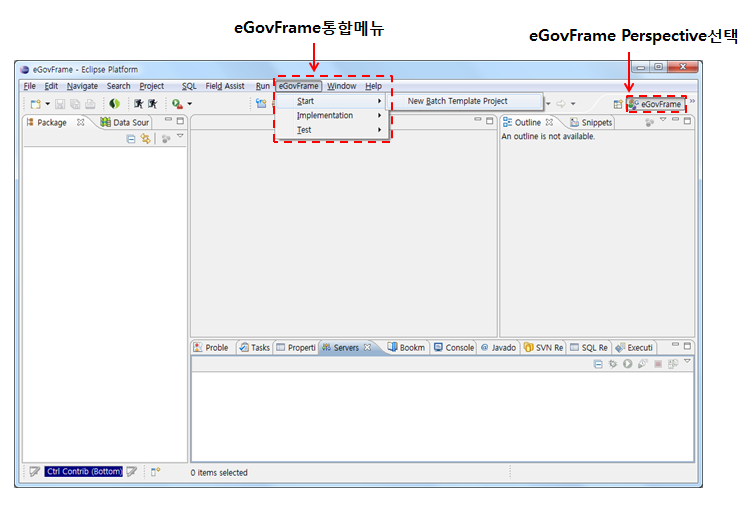 eGovFrame통합메뉴
eGovFrame Perspective선택
eGovFrame - Eclipse Platform
File Edit Navigate Search Project SQL Field Assist Run eGovFrame Window Help
Start
New Batch Template Project
eGovFrame
Implementation
Test
Package
Data Sour
Outline
Snippets
An outline is not available.
Proble Tasks Properti Servers Bookm Console Javado SVN Re SQL Re Executi
Ctrl Contrib (Bottom)
0 items selected